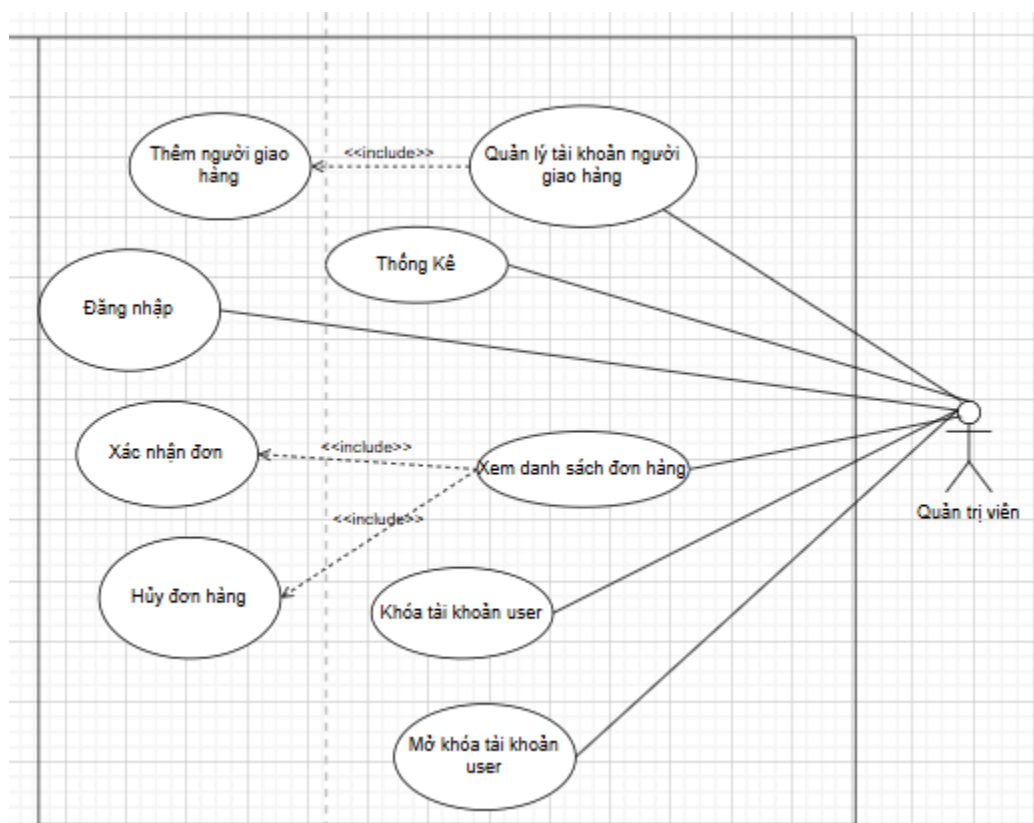 Thêm người giao
hàng
<<include>>
Quản lý tài khoản người
giao hàng
Thống Kê
Đăng nhập
Xác nhận đơn
<<include>>
Xem danh sách đơn hàng
<<include>>
Quản trị viên
Hủy đơn hàng
Khóa tài khoản user
Mở khóa tài khoản
user